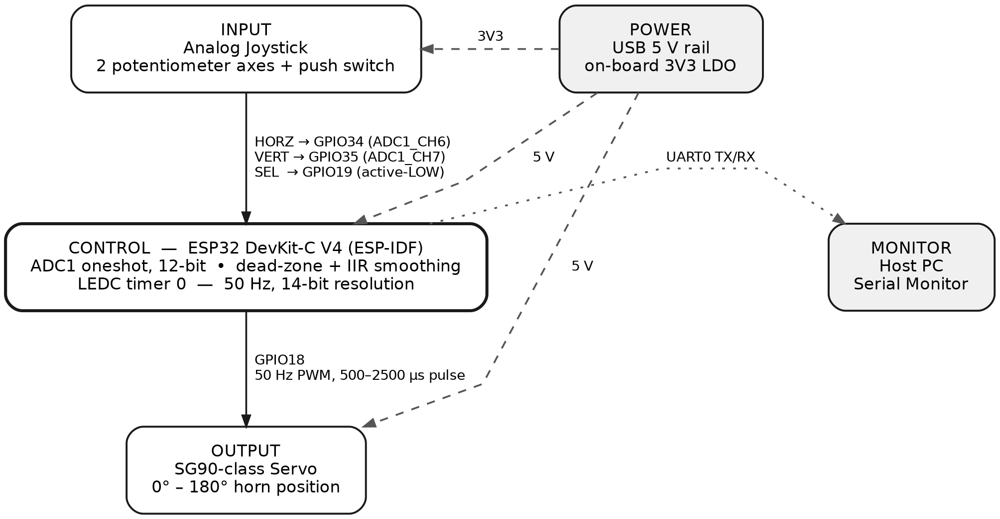 INPUT
Analog Joystick
2 potentiometer axes + push switch
3V3
POWER
USB 5 V rail
on-board 3V3 LDO
HORZ → GPIO34 (ADC1_CH6)
VERT → GPIO35 (ADC1_CH7)
SEL  → GPIO19 (active-LOW)
5 V
UART0 TX/RX
CONTROL  —  ESP32 DevKit-C V4 (ESP-IDF)
ADC1 oneshot, 12-bit  •  dead-zone + IIR smoothing
LEDC timer 0  —  50 Hz, 14-bit resolution
5 V
MONITOR
Host PC
Serial Monitor
GPIO18
50 Hz PWM, 500–2500 µs pulse
OUTPUT
SG90-class Servo
0° – 180° horn position